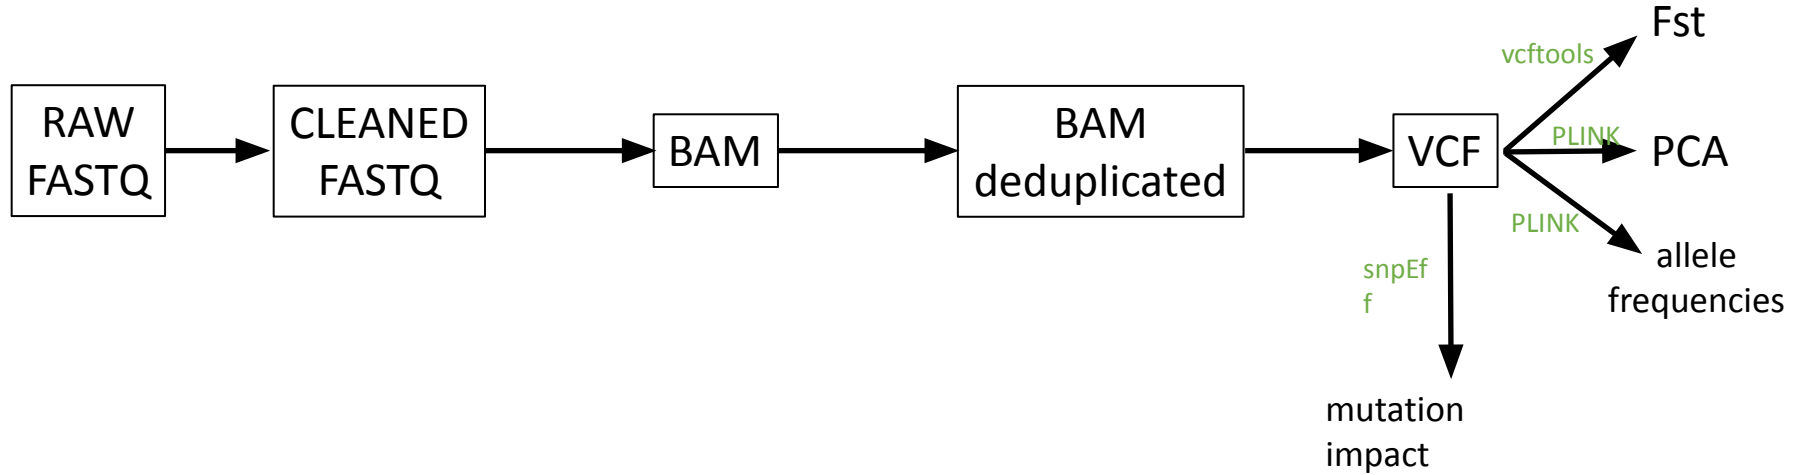 RAW
FASTQ
CLEANED
FASTQ
BAM
BAM
deduplicated
VCF
vcftools
Fst
PLINK
PCA
PLINK
allele
frequencies
snpEf
f
mutation
impact